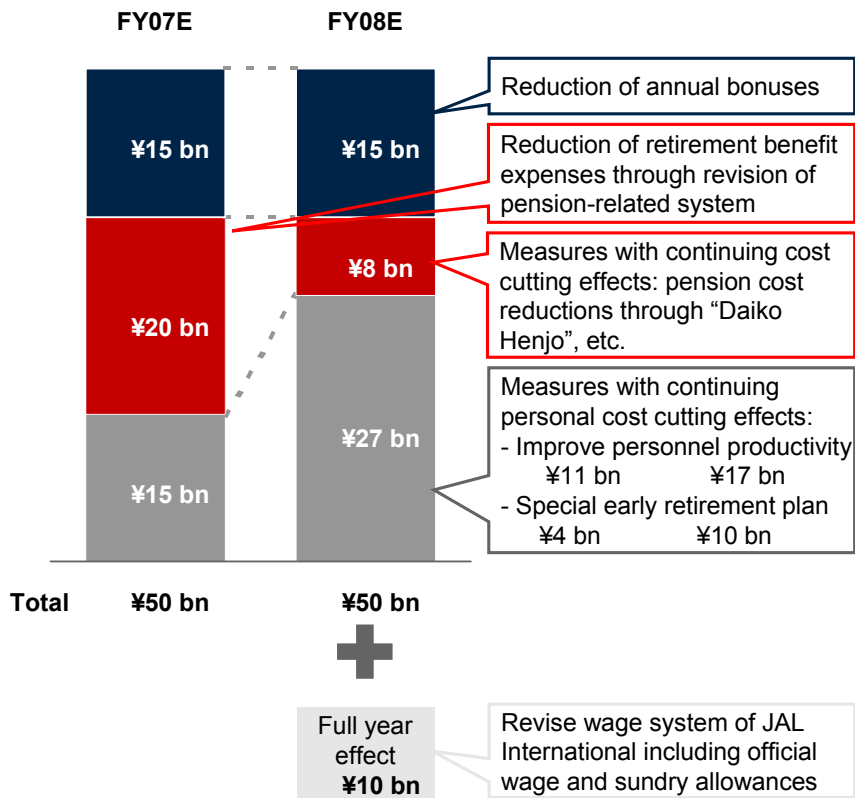 FY07E FY08E
¥15 bn ¥15 bn
¥20 bn ¥8 bn
¥15 bn ¥27 bn
Total ¥50 bn ¥50 bn
Full year
effect
¥10 bn
Reduction of annual bonuses
Reduction of retirement benefit
expenses through revision of
pension-related system
Measures with continuing cost
cutting effects: pension cost
reductions through “Daiko
Henjo”, etc.
Measures with continuing
personal cost cutting effects:
- Improve personnel productivity
¥11 bn ¥17 bn
- Special early retirement plan
¥4 bn ¥10 bn
Revise wage system of JAL
International including official
wage and sundry allowances